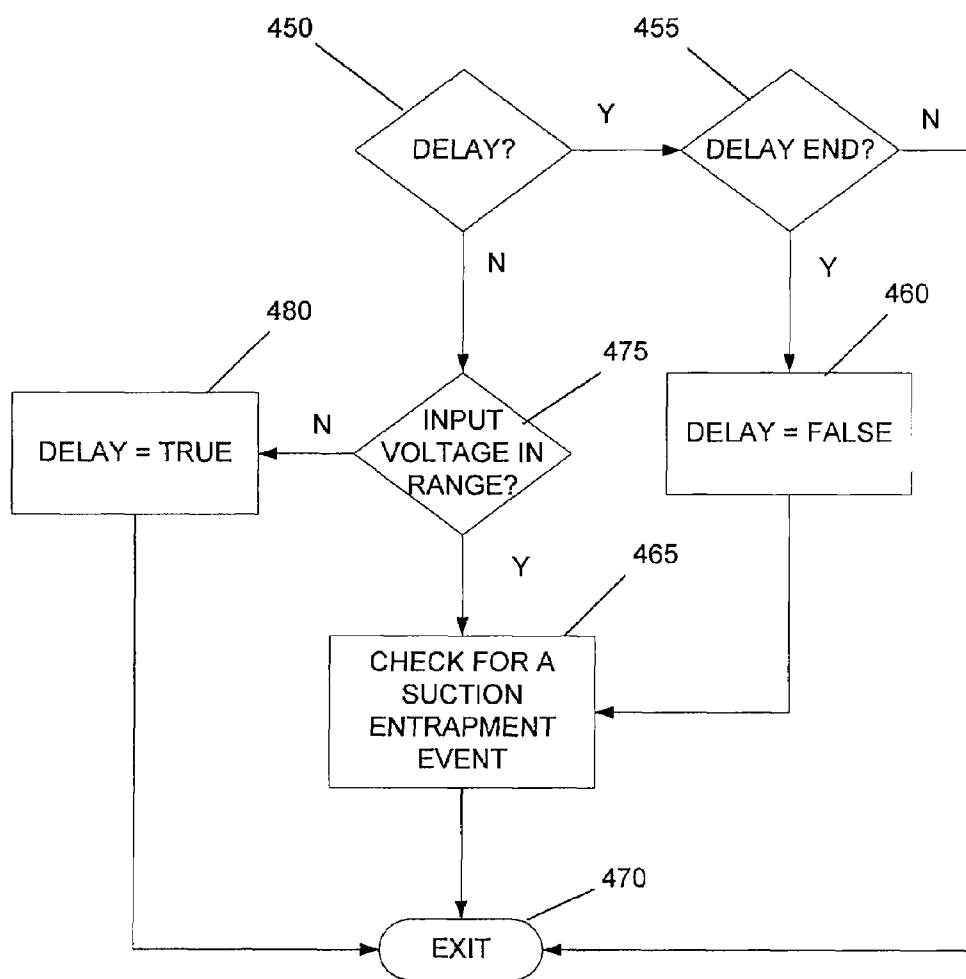 450
455
DELAY?
Y
DELAY END?
N
N
Y
480
475
460
DELAY = TRUE
N
INPUT
VOLTAGE IN
RANGE?
DELAY = FALSE
Y
465
CHECK FOR A
SUCTION
ENTRAPMENT
EVENT
470
EXIT